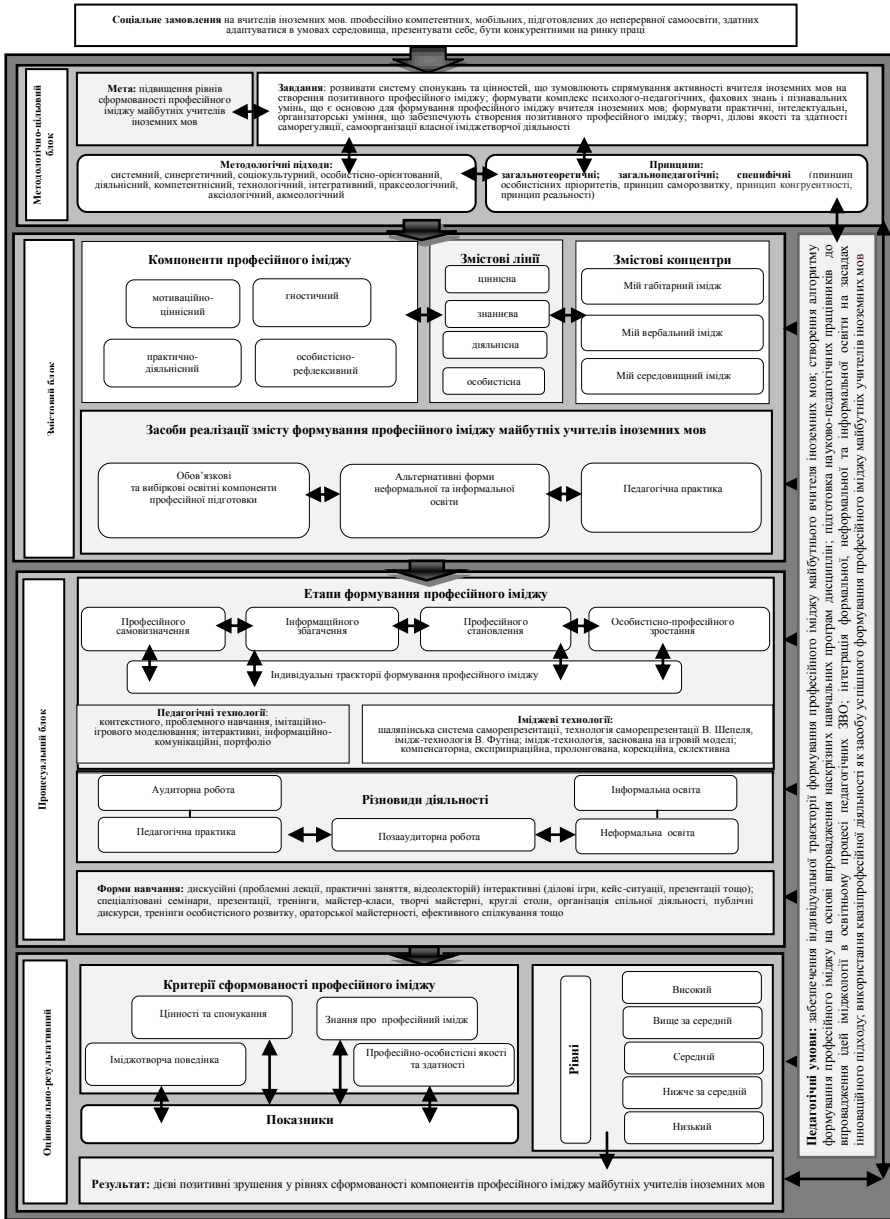 Соціальне замовлення на вчителів іноземних мов. професійно компетентних, мобільних, підготовлених до неперервної самоосвіти, здатних
адаптуватися в умовах середовища, презентувати себе, бути конкурентними на ринку праці
Методологічно-цільовий
блок
Мета: підвищення рівнів
сформованості професійного
іміджу майбутніх учителів
іноземних мов
Завдання: розвивати систему спонукань та цінностей, що зумовлюють спрямування активності вчителя іноземних мов на
створення позитивного професійного іміджу; формувати комплекс психолого-педагогічних, фахових знань і пізнавальних
умінь, що є основою для формування професійного іміджу вчителя іноземних мов; формувати практичні, інтелектуальні,
організаторські уміння, що забезпечують створення позитивного професійного іміджу; творчі, ділові якості та здатності
саморегуляції, самоорганізації власної іміджетворчої діяльності
Методологічні підходи:
системний, синергетичний, соціокультурний, особистісно-орієнтований,
діяльнісний, компетентнісний, технологічний, інтегративний, праксеологічний,
аксіологічний, акмеологічний
Принципи:
загальнотеоретичні; загальнопедагогічні; специфічні (принцип
особистісних пріоритетів, принцип саморозвитку, принцип конгруентності,
принцип реальності)
Змістовий блок
Компоненти професійного іміджу
мотиваційно-
ціннісний
гностичний
практично-
діяльнісний
особистісно-
рефлексивний
Змістові лінії
ціннісна
знаннєва
діяльнісна
особистісна
Змістові концентри
Мій габітарний імідж
Мій вербальний імідж
Мій середовищний імідж
Засоби реалізації змісту формування професійного іміджу майбутніх учителів іноземних мов
Обов’язкові
та вибіркові освітні компоненти
професійної підготовки
Альтернативні форми
неформальної та інформальної
освіти
Педагогічна практика
Процесуальний блок
Етапи формування професійного іміджу
Професійного
самовизначення
Інформаційного
збагачення
Професійного
становлення
Особистісно-професійного
зростання
Індивідуальні траєкторії формування професійного іміджу
Педагогічні технології:
контекстного, проблемного навчання, імітаційно-
ігрового моделювання; інтерактивні, інформаційно-
комунікаційні, портфоліо
Іміджеві технології:
шаляпінська система саморепрезентації, технологія саморепрезентації В. Шепеля,
імідж-технологія В. Футіна; імідж-технологія, заснована на ігровій моделі;
компенсаторна, експриприаційна, пролонгована, корекційна, еклективна
Різновиди діяльності
Аудиторна робота
Педагогічна практика
Позааудиторна робота
Інформальна освіта
Неформальна освіта
Форми навчання: дискусійні (проблемні лекції, практичні заняття, відеолекторій) інтерактивні (ділові ігри, кейс-ситуації, презентації тощо);
спеціалізовані семінари, презентації, тренінги, майстер-класи, творчі майстерні, круглі столи, організація спільної діяльності, публічні
дискурси, тренінги особистісного розвитку, ораторської майстерності, ефективного спілкування тощо
Оцінювально-результативний
Критерії сформованості професійного іміджу
Цінності та спонукання
Знання про професійний імідж
Іміджотворча поведінка
Професійно-особистісні якості
та здатності
Показники
Рівні
Високий
Вище за середній
Середній
Нижче за середній
Низький
Результат: дієві позитивні зрушення у рівнях сформованості компонентів професійного іміджу майбутніх учителів іноземних мов
Педагогічні умови: забезпечення індивідуальної траєкторії формування професійного іміджу майбутнього вчителя іноземних мов; створення алгоритму
формування професійного іміджу на основі впровадження наскрізних навчальних програм дисциплін; підготовка науково-педагогічних працівників до
впровадження ідей іміджології в освітньому процесі педагогічних ЗВО; інтеграція формальної, неформальної та інформальної освіти на засадах
інноваційного підходу; використання квазіпрофесійної діяльності як засобу успішного формування професійного іміджу майбутніх учителів іноземних мов